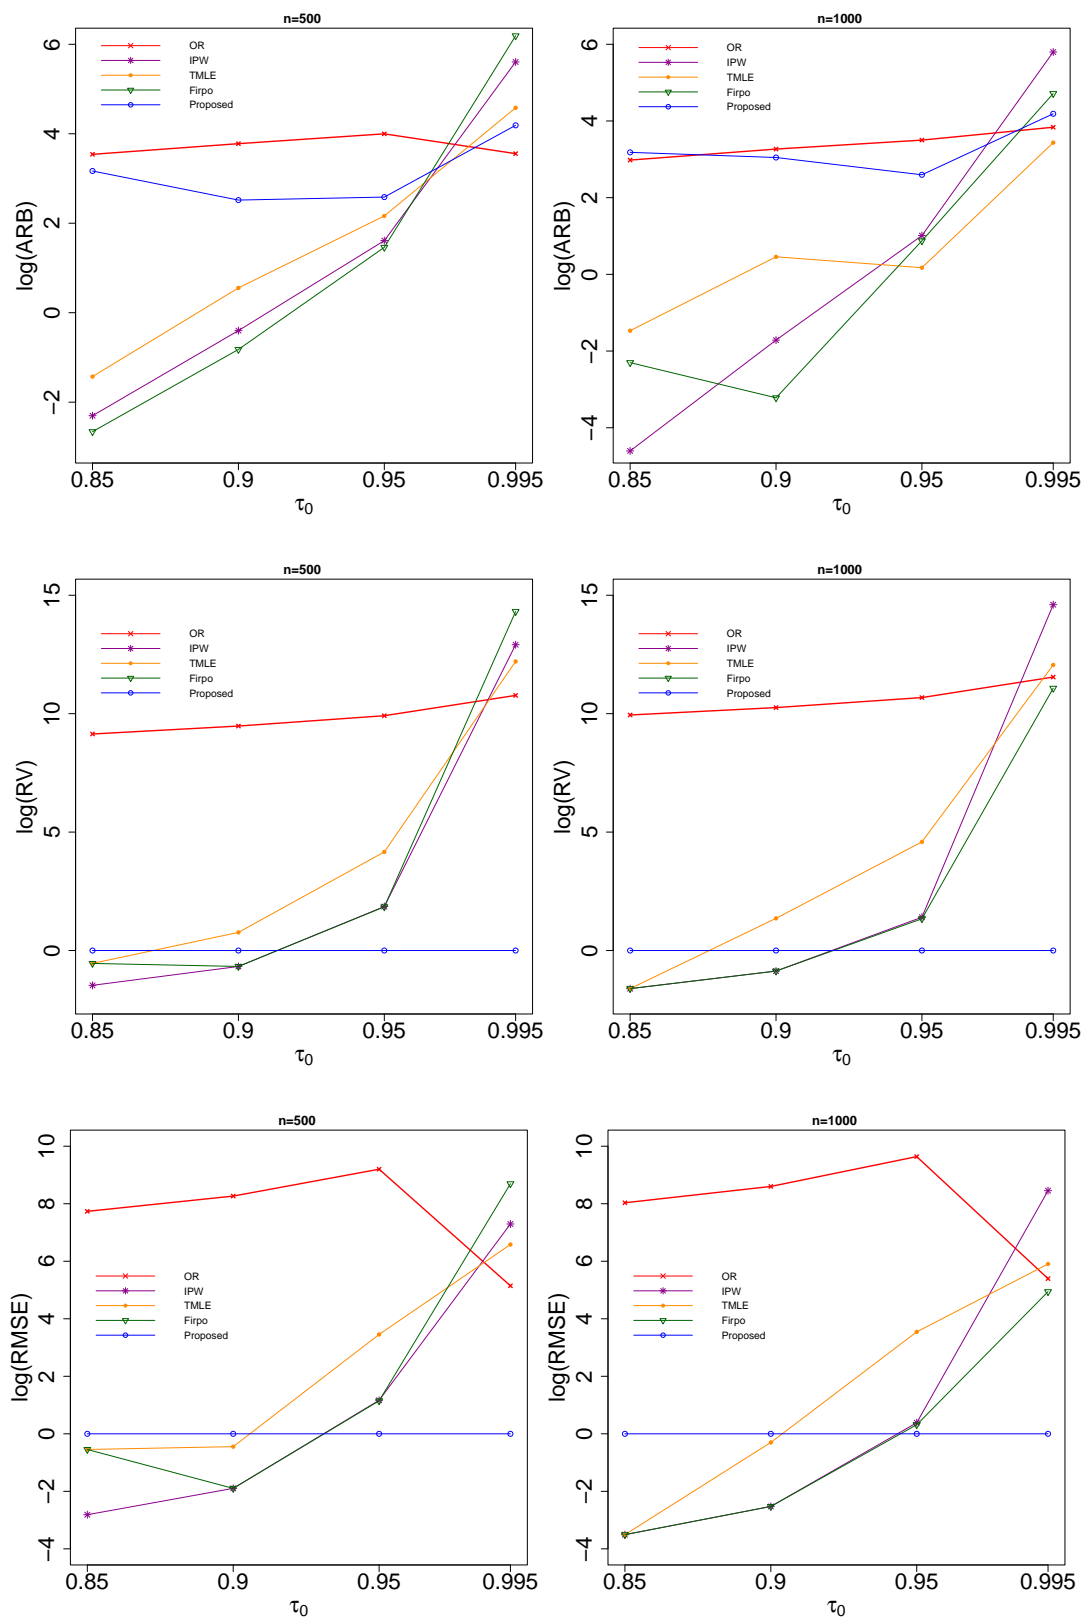 n=500
log(ARB)
6
4
2
0
−2
OR
IPW
TMLE
Firpo
Proposed
0.85
0.9
0.95
0.995
τ0
n=1000
log(ARB)
6
4
2
0
−2
−4
OR
IPW
TMLE
Firpo
Proposed
0.85
0.9
0.95
0.995
τ0
n=500
log(RV)
15
10
5
0
OR
IPW
TMLE
Firpo
Proposed
0.85
0.9
0.95
0.995
τ0
n=1000
log(RV)
15
10
5
0
OR
IPW
TMLE
Firpo
Proposed
0.85
0.9
0.95
0.995
τ0
n=500
log(RMSE)
10
8
6
4
2
0
−2
−4
OR
IPW
TMLE
Firpo
Proposed
0.85
0.9
0.95
0.995
τ0
n=1000
log(RMSE)
10
8
6
4
2
0
−2
−4
OR
IPW
TMLE
Firpo
Proposed
0.85
0.9
0.95
0.995
τ0